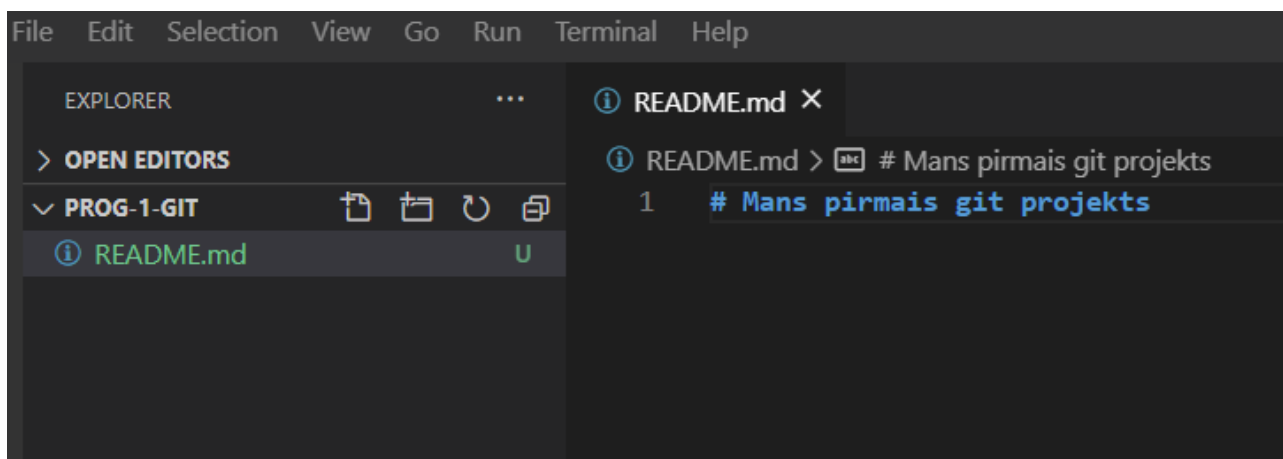 File Edit Selection View Go Run Terminal Help
EXPLORER
README.md
OPEN EDITORS
README.md > # Mans pirmais git projekts
PROG-1-GIT
1 # Mans pirmais git projekts
README.md U